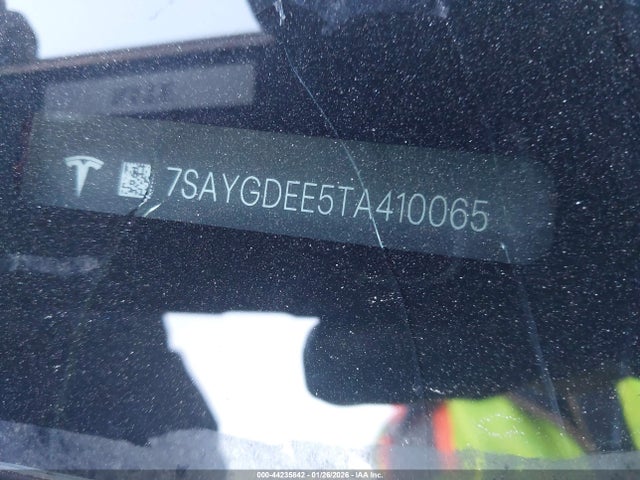 7SAYGDEE5TA410065
000-44235842 - 01/26/2026 - © IAA Inc.